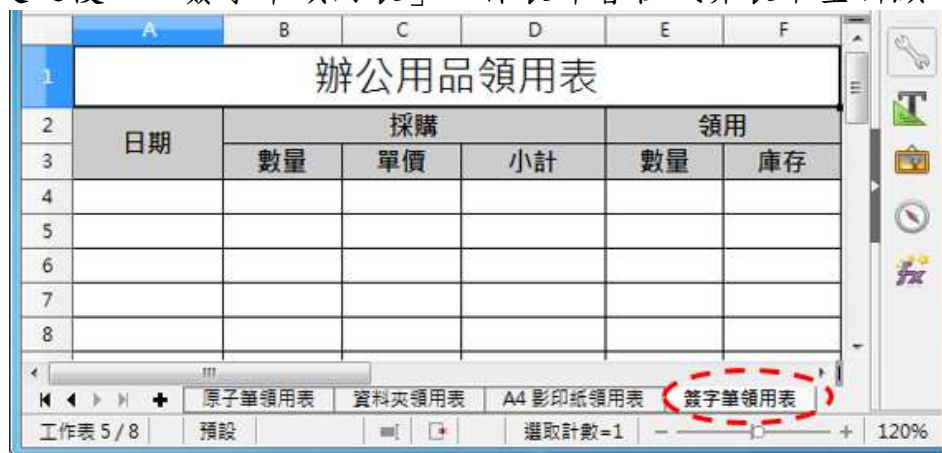 A B C D E F
1 辦公用品領用表
2 日期 採購 領用
3 數量 單價 小計 數量 庫存
4
5
6
7
8
原子筆領用表 資料夾領用表 A4 影印紙領用表 簽字筆領用表
工作表 5 / 8 預設 選取計數=1 120%